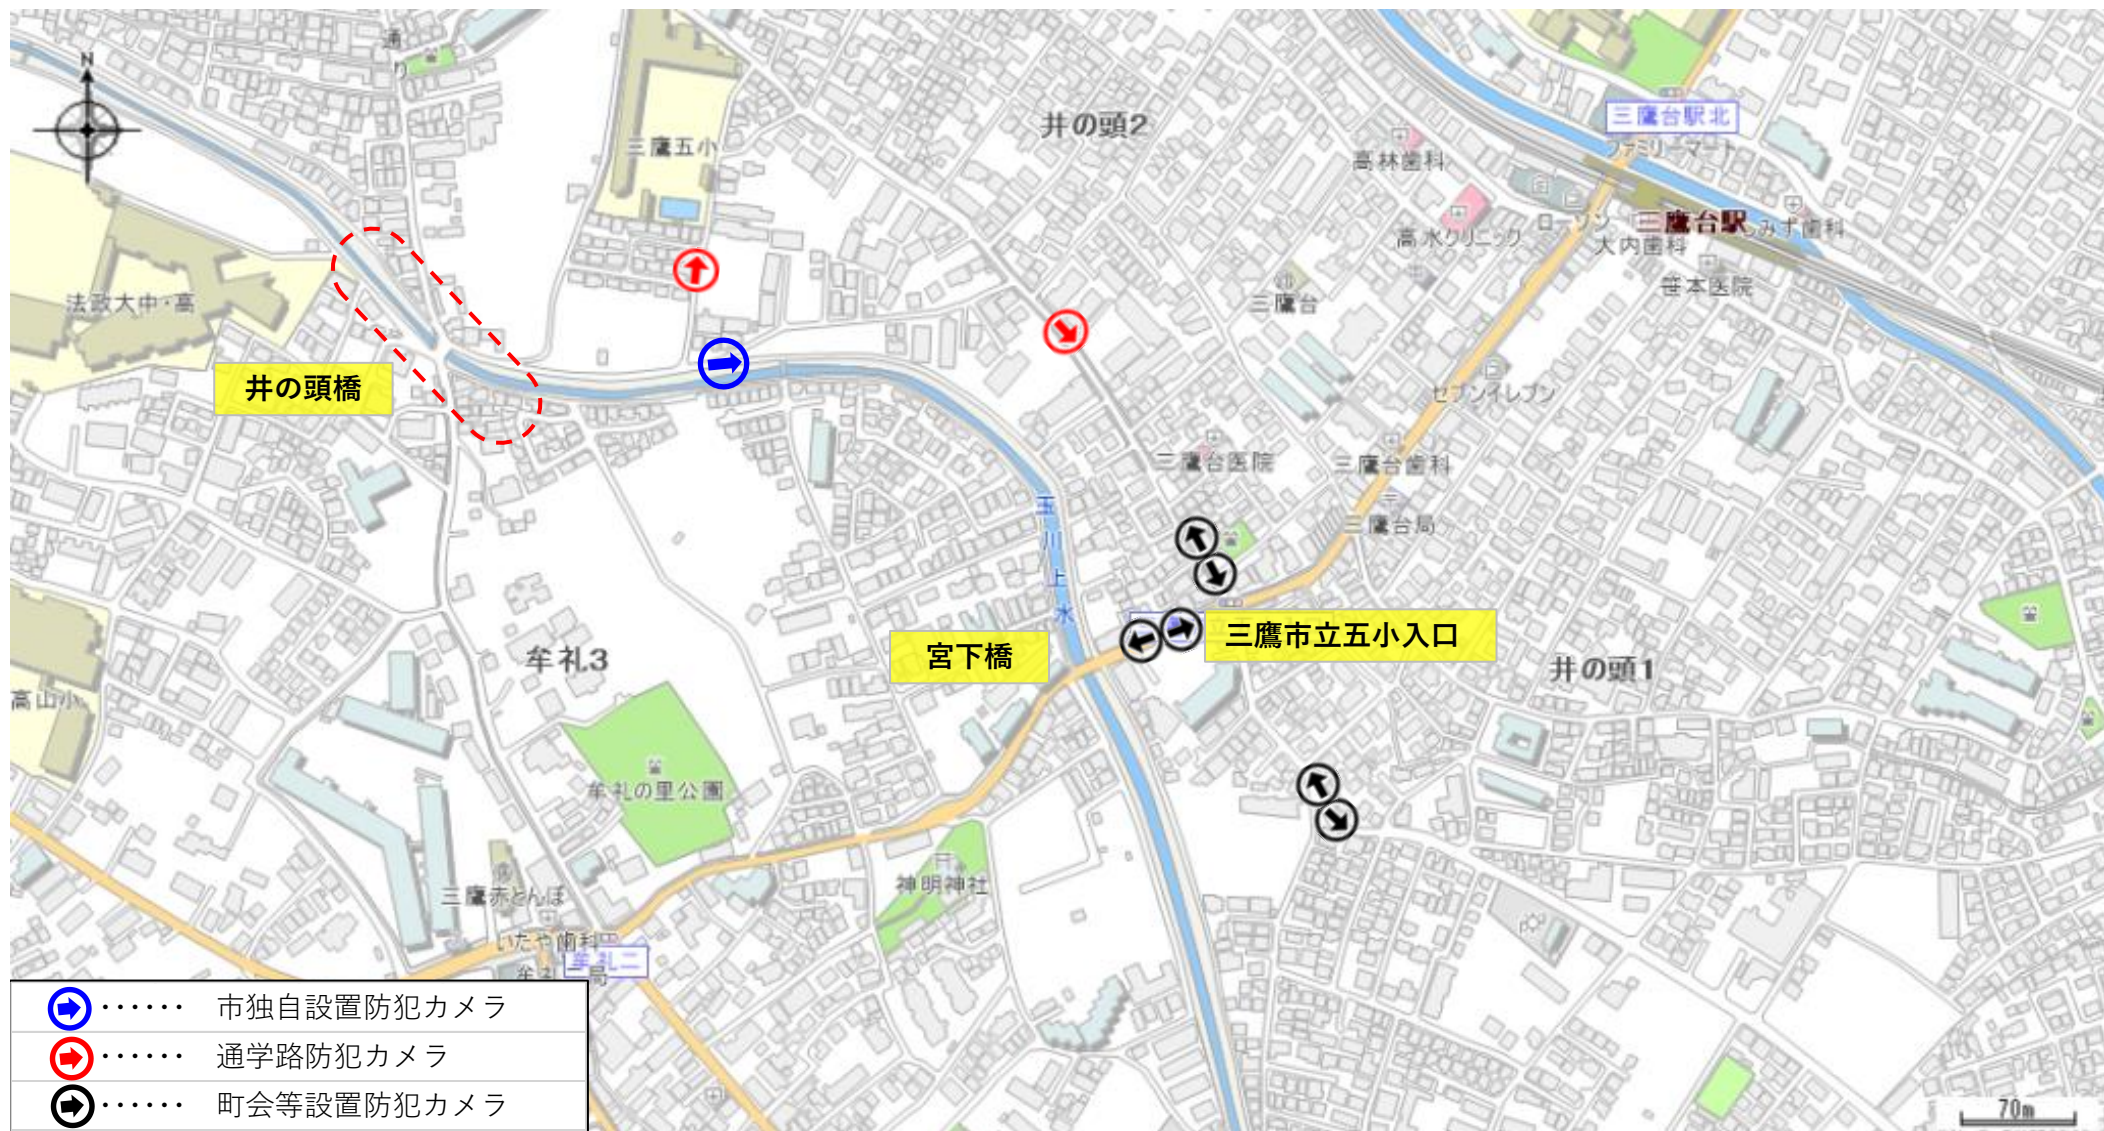 N
通
り
三鷹五小
井の頭2
三鷹台駅北
ファミリーマート
高林歯科
ローソン
三鷹台駅
しみず歯科
高水クリニック
大内歯科
笹本医院
三鷹台
法政大中・高
井の頭橋
セブンイレブン
三鷹台医院
三鷹台歯科
三鷹台局
玉川上水
宮下橋
三鷹市立五小入口
牟礼3
井の頭1
高山小
牟礼の里公園
神明神社
三鷹赤とんぼ
いたや歯科
牟礼二
・・・・・・ 市独自設置防犯カメラ
・・・・・・ 通学路防犯カメラ
・・・・・・ 町会等設置防犯カメラ
70m